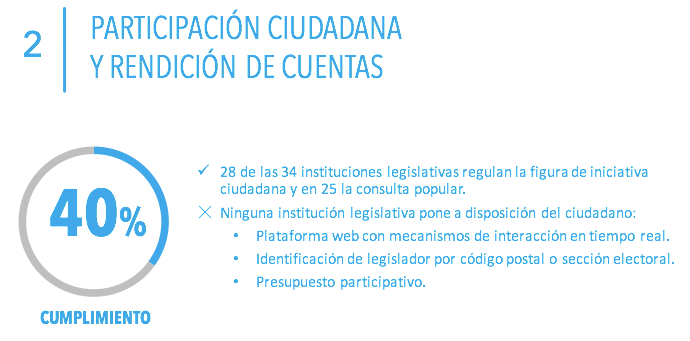 2
PARTICIPACIÓN CIUDADANA
Y RENDICIÓN DE CUENTAS
40%
CUMPLIMIENTO
✓ 28 de las 34 instituciones legislativas regulan la figura de iniciativa
ciudadana y en 25 la consulta popular.
✕ Ninguna institución legislativa pone a disposición del ciudadano:
• Plataforma web con mecanismos de interacción en tiempo real.
• Identificación de legislador por código postal o sección electoral.
• Presupuesto participativo.